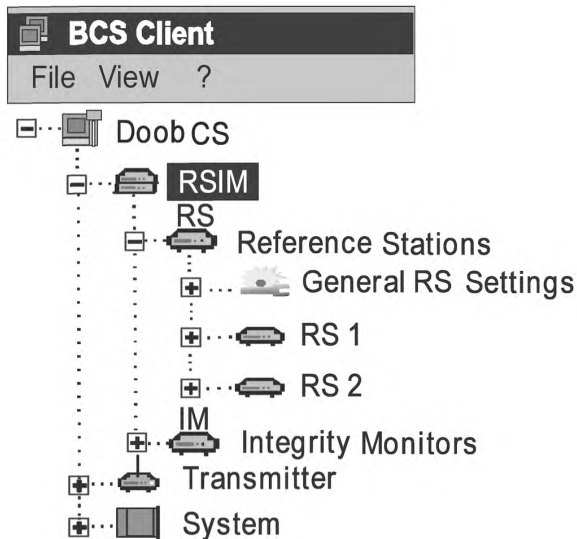 BCS Client
File View ?
Doob CS
RSIM
RS
Reference Stations
General RS Settings
RS 1
RS 2
IM
Integrity Monitors
Transmitter
System